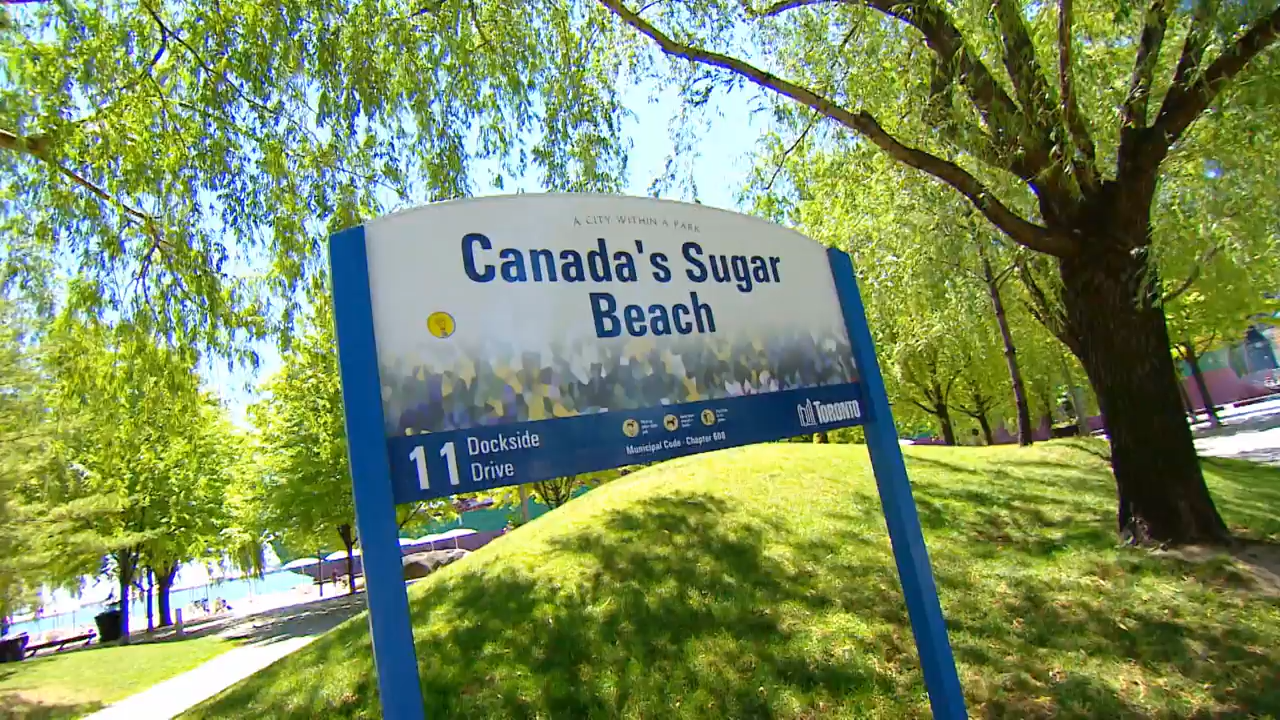 A CITY WITHIN A PARK
Canada's Sugar
Beach
11 Dockside
Drive
Municipal Code - Chapter 608
TORONTO